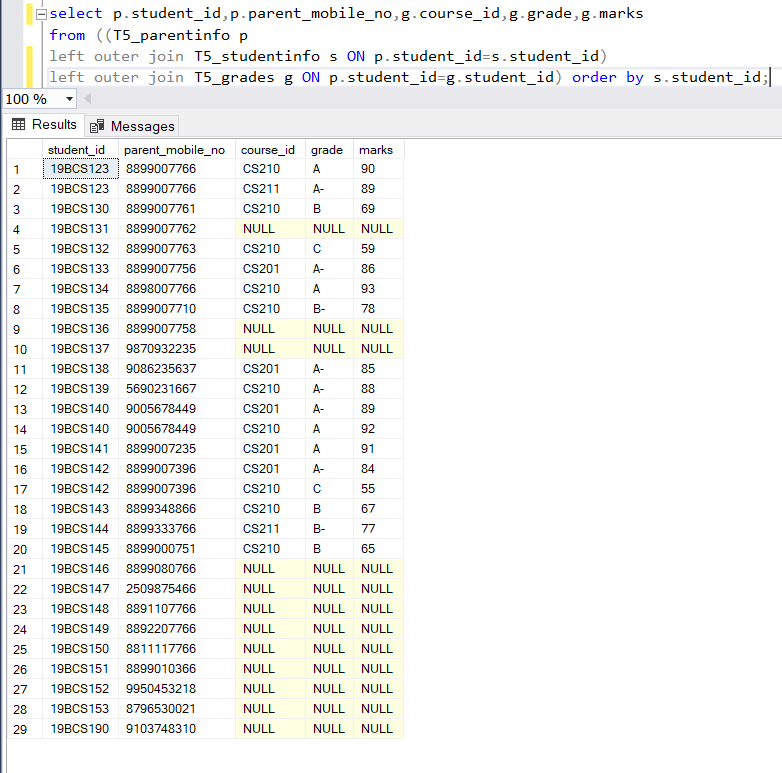 select p.student_id,p.parent_mobile_no,g.course_id,g.grade,g.marks
from ((T5_parentinfo p
left outer join T5_studentinfo s ON p.student_id=s.student_id)
left outer join T5_grades g ON p.student_id=g.student_id) order by s.student_id;
100 %
Results Messages
student_id parent_mobile_no course_id grade marks
1 19BCS123 8899007766 CS210 A 90
2 19BCS123 8899007766 CS211 A- 89
3 19BCS130 8899007761 CS210 B 69
4 19BCS131 8899007762 NULL NULL NULL
5 19BCS132 8899007763 CS210 C 59
6 19BCS133 8899007756 CS201 A- 86
7 19BCS134 8898007766 CS210 A 93
8 19BCS135 8899007710 CS210 B- 78
9 19BCS136 8899007758 NULL NULL NULL
10 19BCS137 9870932235 NULL NULL NULL
11 19BCS138 9086235637 CS201 A- 85
12 19BCS139 5690231667 CS210 A- 88
13 19BCS140 9005678449 CS201 A- 89
14 19BCS140 9005678449 CS210 A 92
15 19BCS141 8899007235 CS201 A 91
16 19BCS142 8899007396 CS201 A- 84
17 19BCS142 8899007396 CS210 C 55
18 19BCS143 8899348866 CS210 B 67
19 19BCS144 8899333766 CS211 B- 77
20 19BCS145 8899000751 CS210 B 65
21 19BCS146 8899080766 NULL NULL NULL
22 19BCS147 2509875466 NULL NULL NULL
23 19BCS148 8891107766 NULL NULL NULL
24 19BCS149 8892207766 NULL NULL NULL
25 19BCS150 8811117766 NULL NULL NULL
26 19BCS151 8899010366 NULL NULL NULL
27 19BCS152 9950453218 NULL NULL NULL
28 19BCS153 8796530021 NULL NULL NULL
29 19BCS190 9103748310 NULL NULL NULL